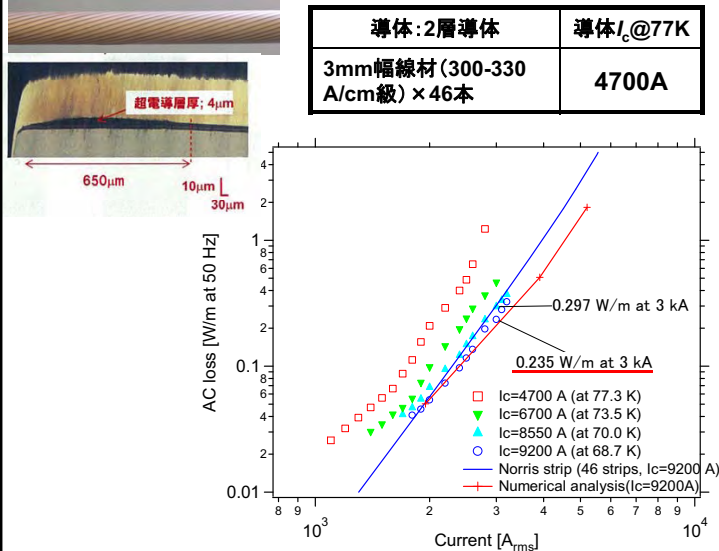 導体:2層導体 導体Ic@77K
3mm幅線材(300-330 A/cm級)×46本 4700A
超電導層厚; 4μm
650μm
10μm
30μm
AC loss [W/m at 50 Hz]
4
2
1
8
6
4
2
0.1
8
6
4
2
0.01
0.297 W/m at 3 kA
0.235 W/m at 3 kA
Ic=4700 A (at 77.3 K)
Ic=6700 A (at 73.5 K)
Ic=8550 A (at 70.0 K)
Ic=9200 A (at 68.7 K)
Norris strip (46 strips, Ic=9200 A)
Numerical analysis(Ic=9200A)
8 9 10^3 2 3 4 5 6 7 8 9 10^4
Current [A_rms]